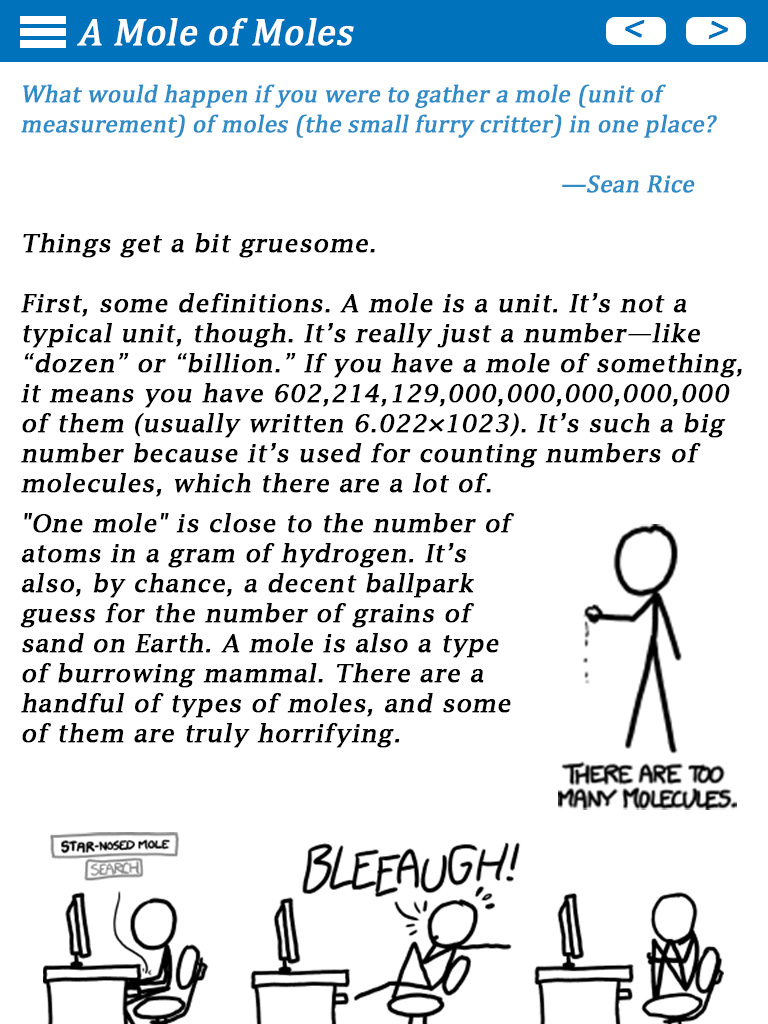 A Mole of Moles
< >
What would happen if you were to gather a mole (unit of
measurement) of moles (the small furry critter) in one place?
—Sean Rice
Things get a bit gruesome.
First, some definitions. A mole is a unit. It’s not a
typical unit, though. It’s really just a number—like
“dozen” or “billion.” If you have a mole of something,
it means you have 602,214,129,000,000,000,000,000
of them (usually written 6.022×1023). It’s such a big
number because it’s used for counting numbers of
molecules, which there are a lot of.
"One mole" is close to the number of
atoms in a gram of hydrogen. It’s
also, by chance, a decent ballpark
guess for the number of grains of
sand on Earth. A mole is also a type
of burrowing mammal. There are a
handful of types of moles, and some
of them are truly horrifying.
THERE ARE TOO
MANY MOLECULES.
STAR-NOSED MOLE
SEARCH
BLEEAUGH!